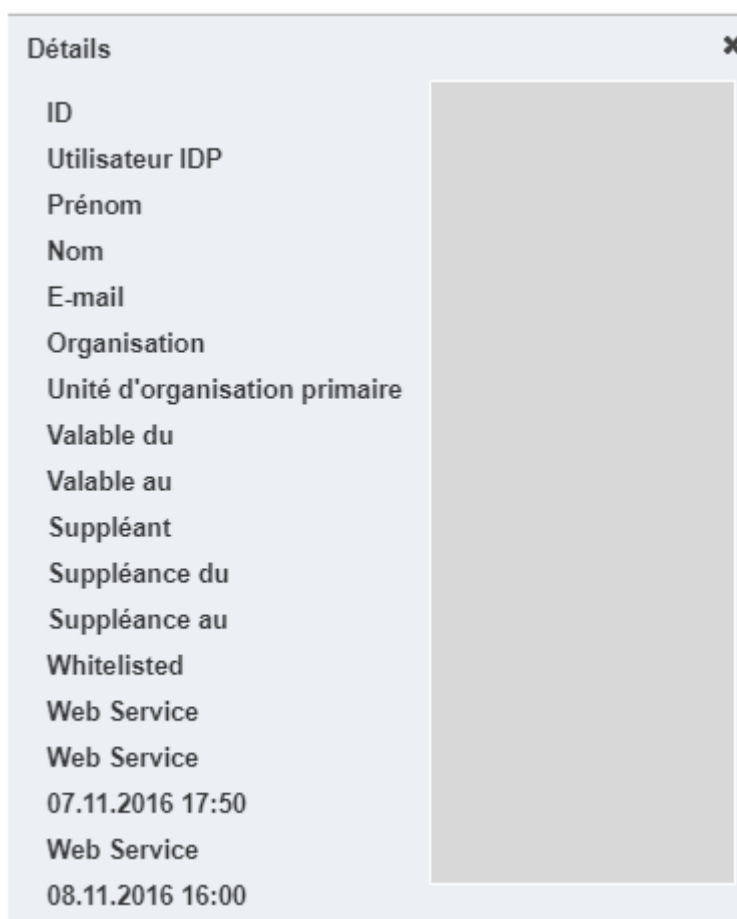 Détails
ID
Utilisateur IDP
Prénom
Nom
E-mail
Organisation
Unité d'organisation primaire
Valable du
Valable au
Suppléant
Suppléance du
Suppléance au
Whitelisted
Web Service
Web Service
07.11.2016 17:50
Web Service
08.11.2016 16:00